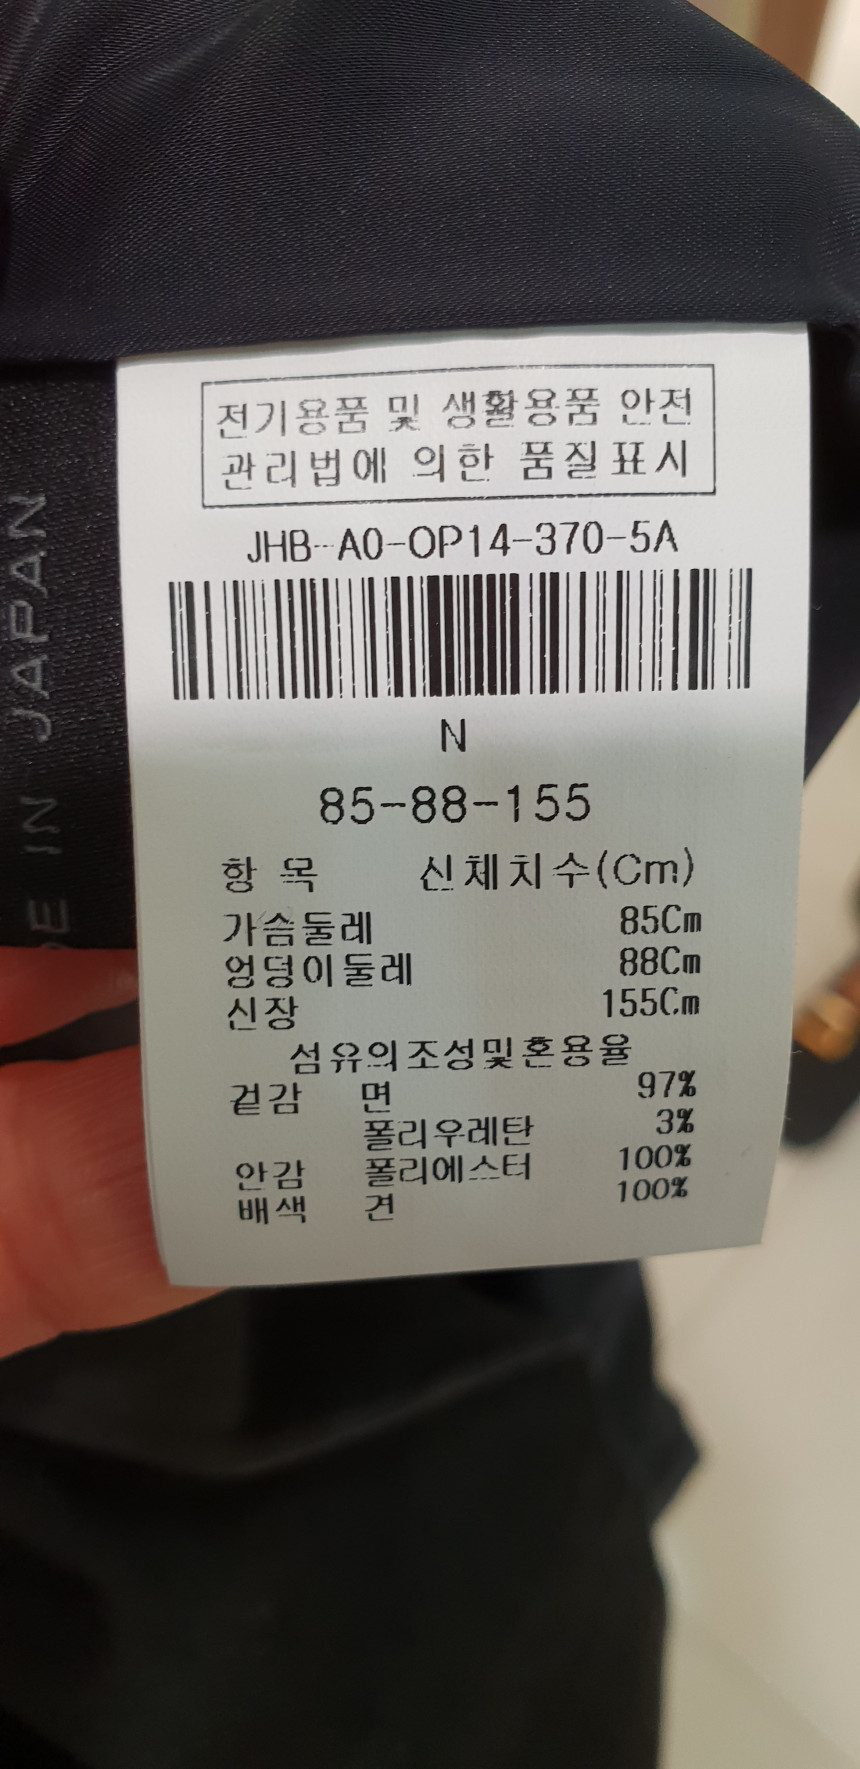 전기용품 및 생활용품 안전
관리법에 의한 품질표시
JHB-A0-OP14-370-5A
N
85-88-155
항 목 신체치수(Cm)
가슴둘레 85Cm
엉덩이둘레 88Cm
신장 155Cm
섬유의조성및혼용율
겉감 면 97%
폴리우레탄 3%
안감 폴리에스터 100%
배색 견 100%
DE IN JAPAN